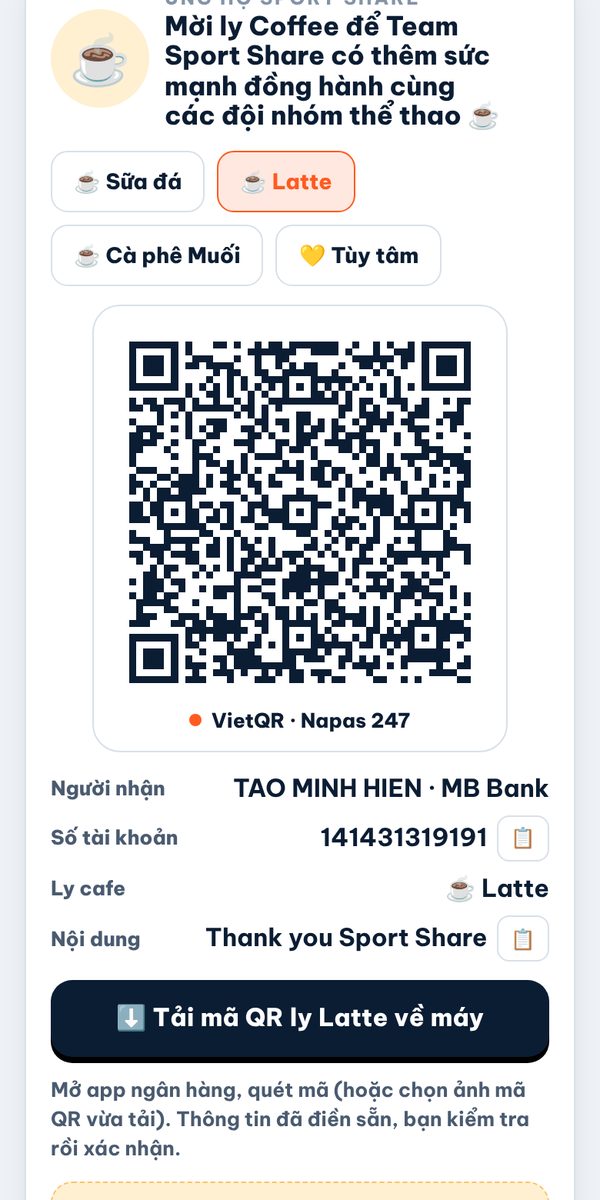 ỦNG HỘ SPORT SHARE
Mời ly Coffee để Team
Sport Share có thêm sức
mạnh đồng hành cùng
các đội nhóm thể thao ☕
☕ Sữa đá
☕ Latte
☕ Cà phê Muối
💛 Tùy tâm
VietQR · Napas 247
Người nhận TAO MINH HIEN · MB Bank
Số tài khoản 141431319191
Ly cafe ☕ Latte
Nội dung Thank you Sport Share
⬇️ Tải mã QR ly Latte về máy
Mở app ngân hàng, quét mã (hoặc chọn ảnh mã
QR vừa tải). Thông tin đã điền sẵn, bạn kiểm tra
rồi xác nhận.